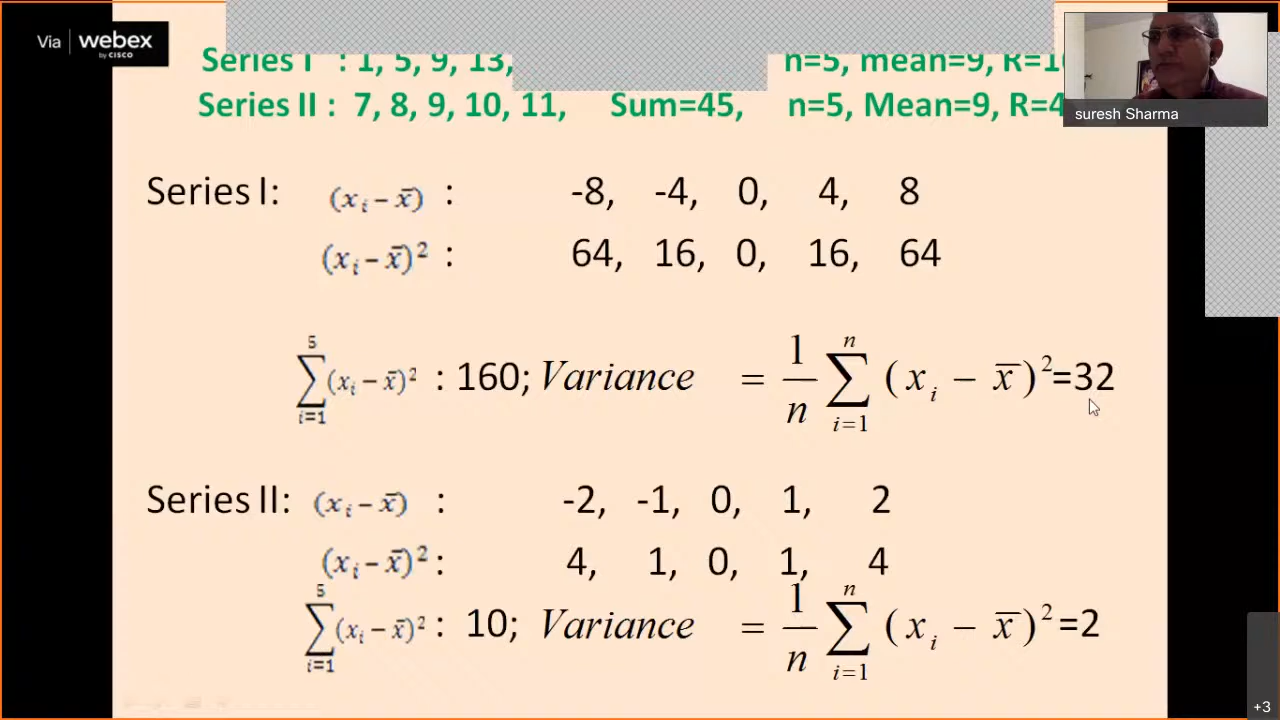 Via webex
by CISCO
Series I : 1, 5, 9, 13, n=5, mean=9,
Series II : 7, 8, 9, 10, 11, Sum=45, n=5, Mean=9, R=4
suresh Sharma
Series I: (xᵢ – x̄) : -8, -4, 0, 4, 8
(xᵢ – x̄)² : 64, 16, 0, 16, 64
5
∑(xᵢ – x̄)² : 160; Variance = 1/n ∑ⁿᵢ₌₁ (xᵢ – x̄)²=32
i=1
Series II: (xᵢ – x̄) : -2, -1, 0, 1, 2
(xᵢ – x̄)² : 4, 1, 0, 1, 4
5
∑(xᵢ – x̄)² : 10; Variance = 1/n ∑ⁿᵢ₌₁ (xᵢ – x̄)²=2
i=1
+3